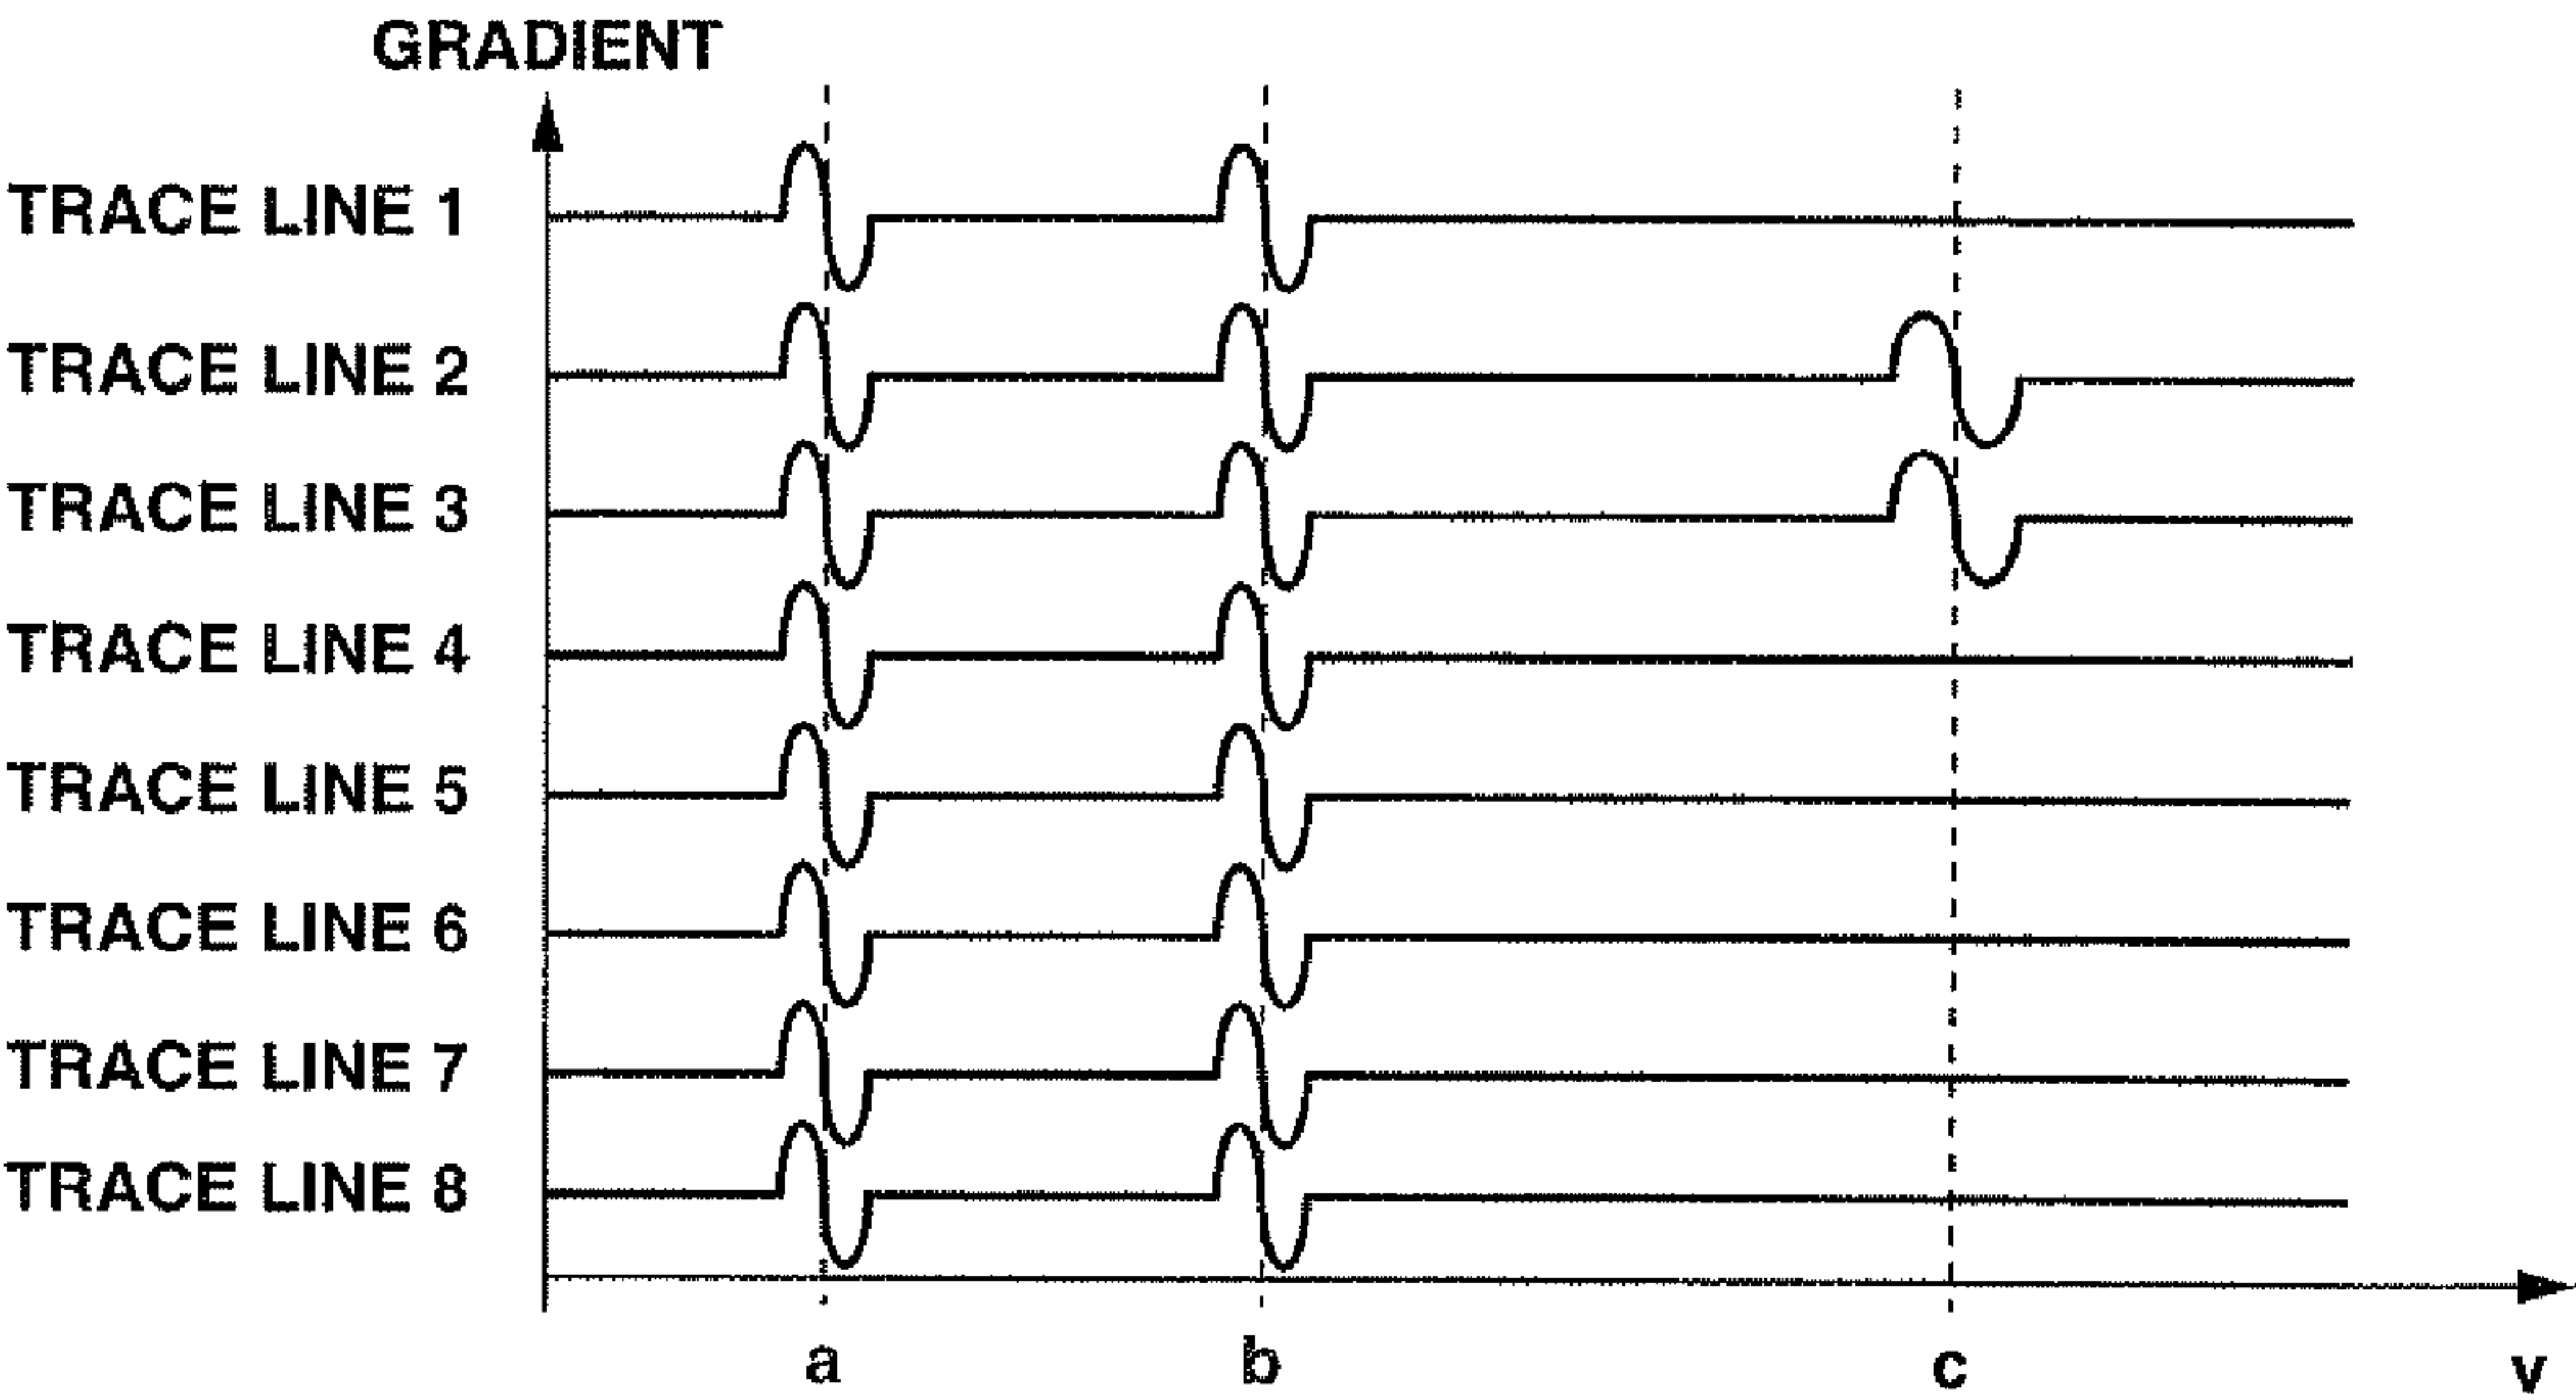 GRADIENT
TRACE LINE 1
TRACE LINE 2
TRACE LINE 3
TRACE LINE 4
TRACE LINE 5
TRACE LINE 6
TRACE LINE 7
TRACE LINE 8
a b c v